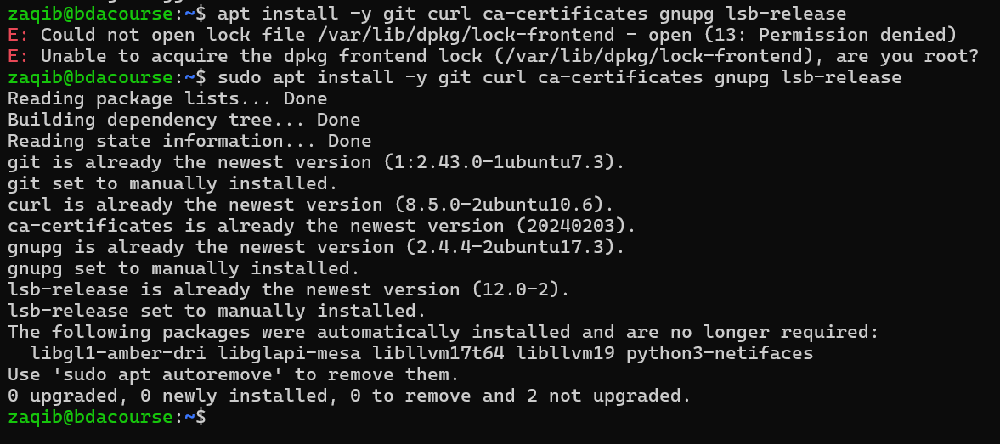 zaqib@bdacourse:~$ apt install -y git curl ca-certificates gnupg lsb-release
E: Could not open lock file /var/lib/dpkg/lock-frontend - open (13: Permission denied)
E: Unable to acquire the dpkg frontend lock (/var/lib/dpkg/lock-frontend), are you root?
zaqib@bdacourse:~$ sudo apt install -y git curl ca-certificates gnupg lsb-release
Reading package lists... Done
Building dependency tree... Done
Reading state information... Done
git is already the newest version (1:2.43.0-1ubuntu7.3).
git set to manually installed.
curl is already the newest version (8.5.0-2ubuntu10.6).
ca-certificates is already the newest version (20240203).
gnupg is already the newest version (2.4.4-2ubuntu17.3).
gnupg set to manually installed.
lsb-release is already the newest version (12.0-2).
lsb-release set to manually installed.
The following packages were automatically installed and are no longer required:
  libgl1-amber-dri libglapi-mesa libllvm17t64 libllvm19 python3-netifaces
Use 'sudo apt autoremove' to remove them.
0 upgraded, 0 newly installed, 0 to remove and 2 not upgraded.
zaqib@bdacourse:~$